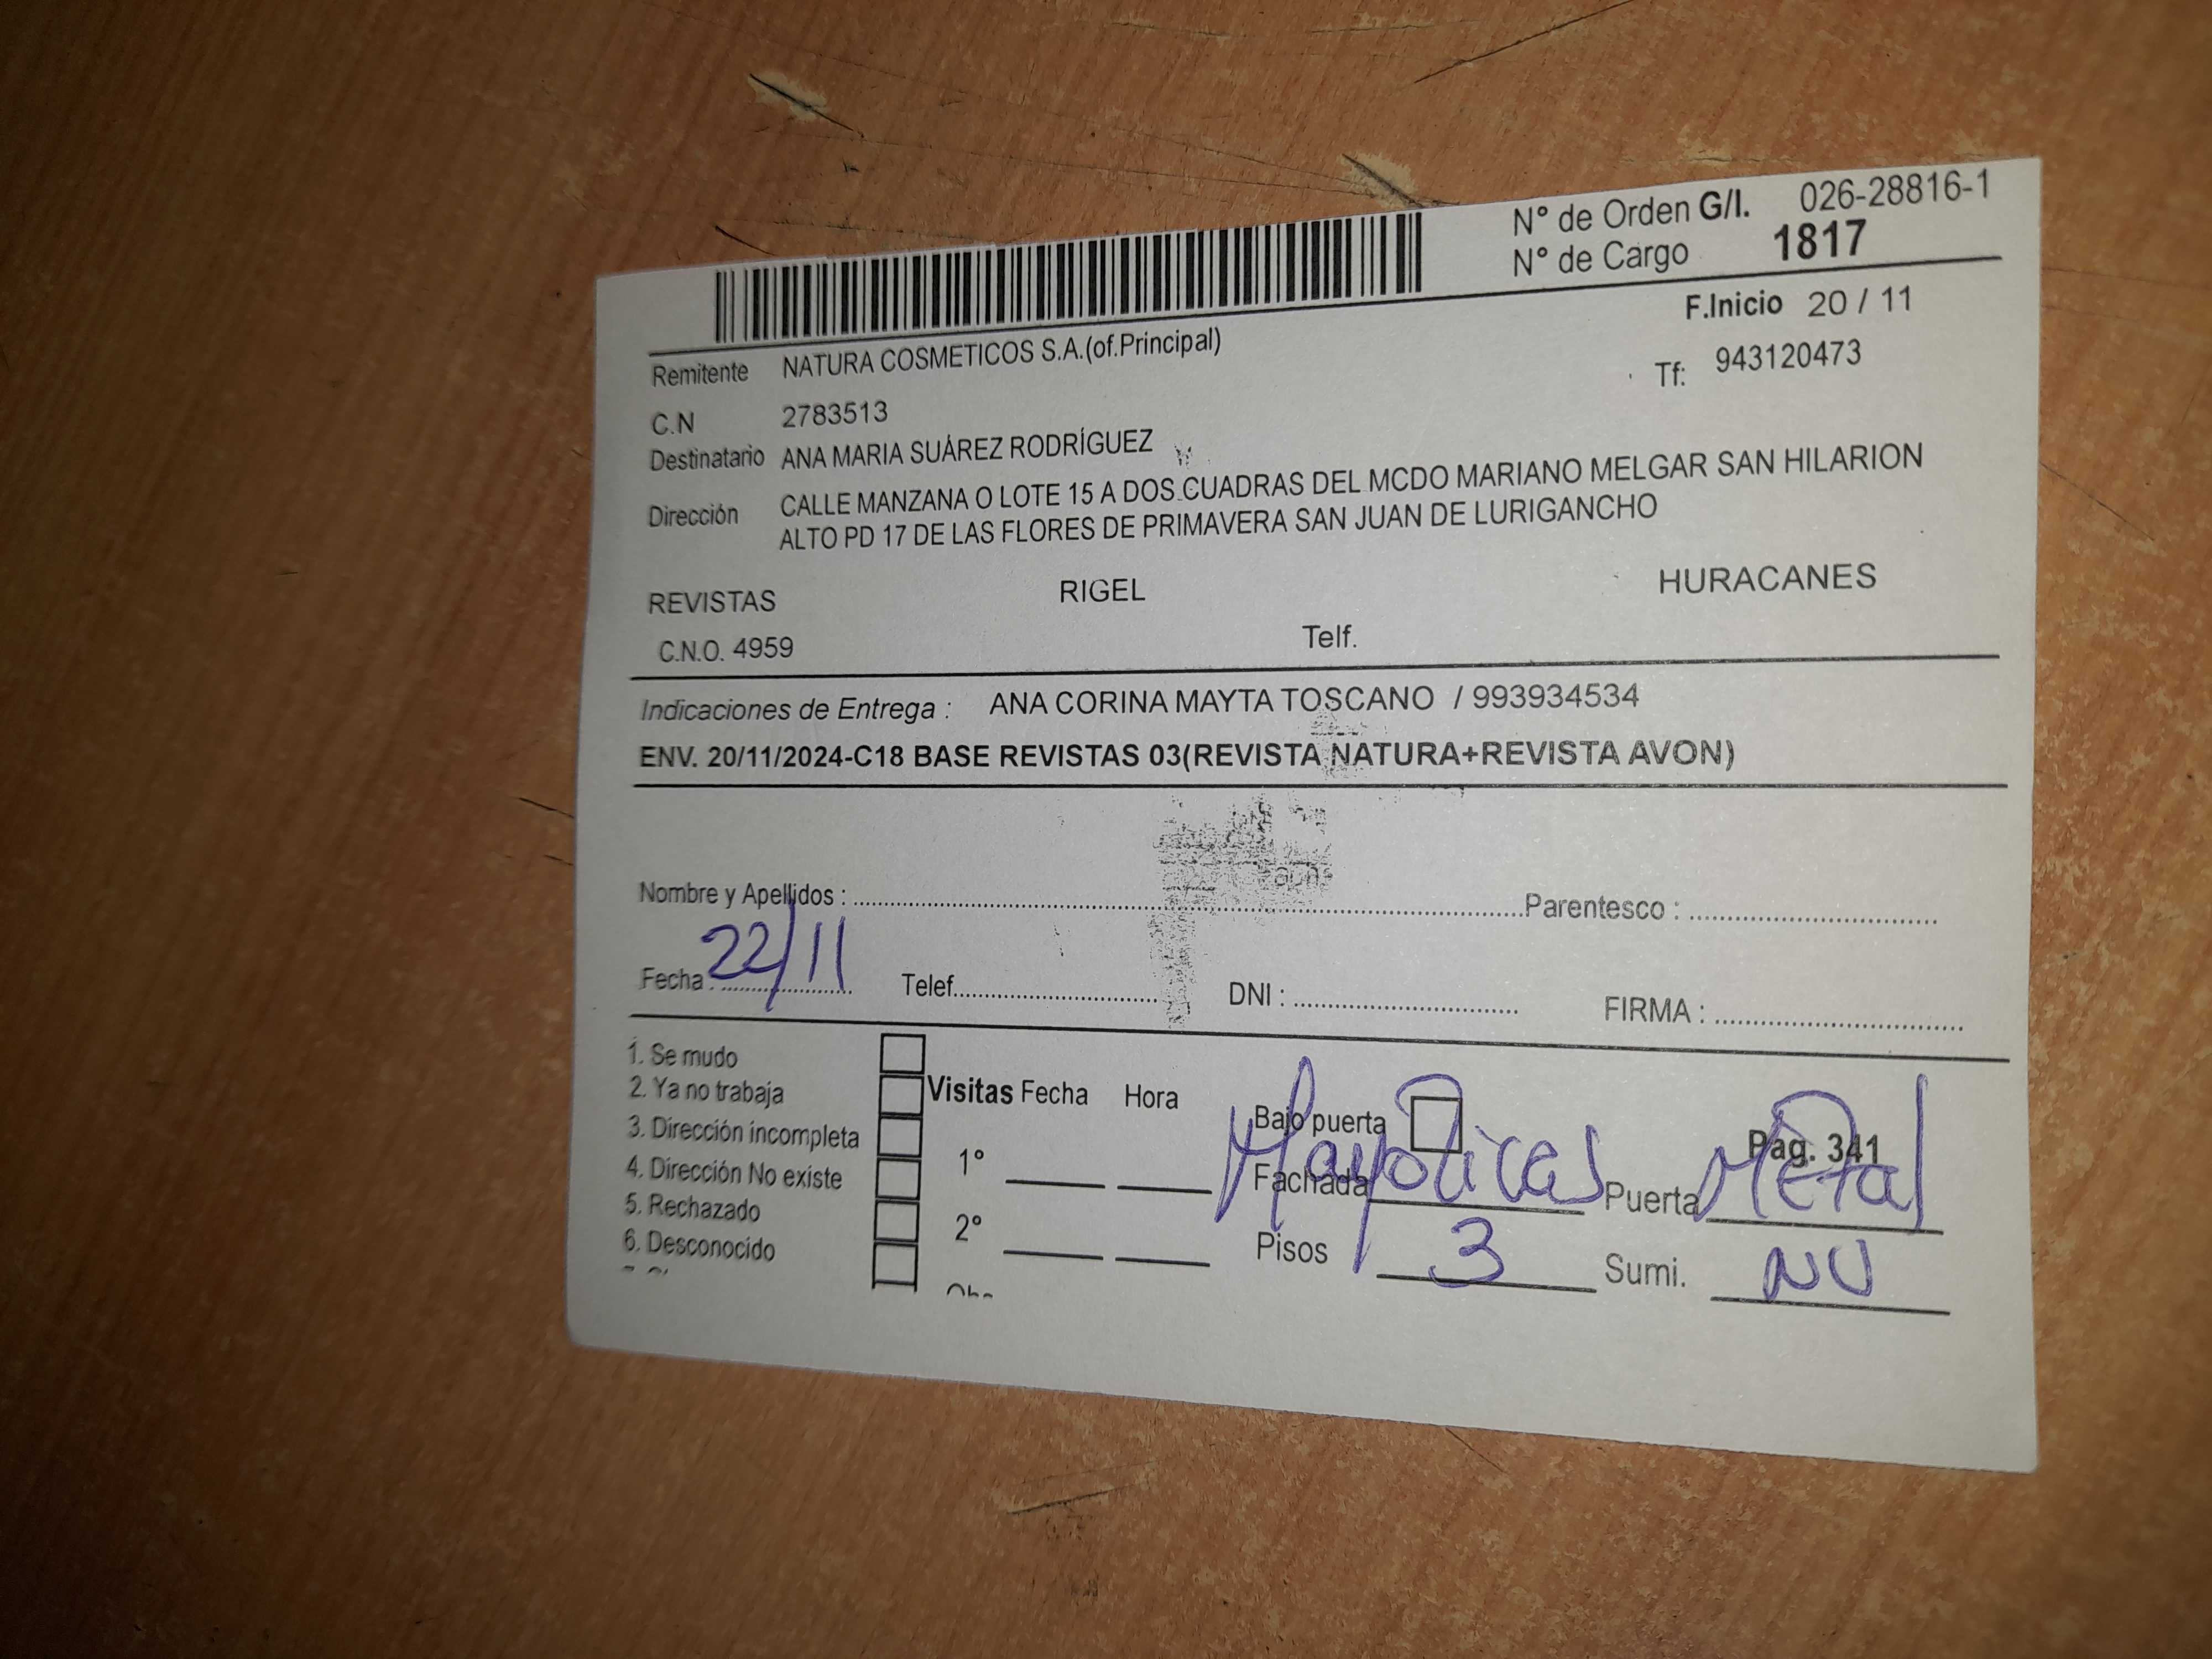 N° de Orden G/I. 026-28816-1
N° de Cargo 1817
F.Inicio 20 / 11
Remitente NATURA COSMETICOS S.A.(of.Principal)
Tf: 943120473
C.N 2783513
Destinatario ANA MARIA SUÁREZ RODRÍGUEZ
Dirección CALLE MANZANA O LOTE 15 A DOS CUADRAS DEL MCDO MARIANO MELGAR SAN HILARION
ALTO PD 17 DE LAS FLORES DE PRIMAVERA SAN JUAN DE LURIGANCHO
REVISTAS RIGEL HURACANES
C.N.O. 4959 Telf.
Indicaciones de Entrega : ANA CORINA MAYTA TOSCANO / 993934534
ENV. 20/11/2024-C18 BASE REVISTAS 03(REVISTA NATURA+REVISTA AVON)
Nombre y Apellidos : Parentesco :
Fecha : 22/11 Telef. DNI : FIRMA :
1. Se mudo
2. Ya no trabaja
3. Dirección incompleta
4. Dirección No existe
5. Rechazado
6. Desconocido
Visitas Fecha Hora
1°
2°
Bajo puerta Pág. 341
Fachada Mayolicas Puerta Metal
Pisos 3 Sumi. NU